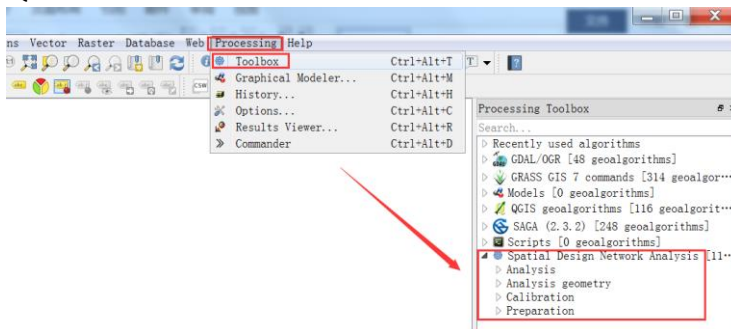 ns Vector Raster Database Web Processing Help
Toolbox Ctrl+Alt+T
Graphical Modeler... Ctrl+Alt+M
History... Ctrl+Alt+H
Options... Ctrl+Alt+C
Results Viewer... Ctrl+Alt+R
Commander Ctrl+Alt+D
CSW
Processing Toolbox
Search...
Recently used algorithms
GDAL/OGR [48 geoalgorithms]
GRASS GIS 7 commands [314 geoalgor...
Models [0 geoalgorithms]
QGIS geoalgorithms [116 geoalgorit...
SAGA (2.3.2) [248 geoalgorithms]
Scripts [0 geoalgorithms]
Spatial Design Network Analysis [11...
Analysis
Analysis geometry
Calibration
Preparation